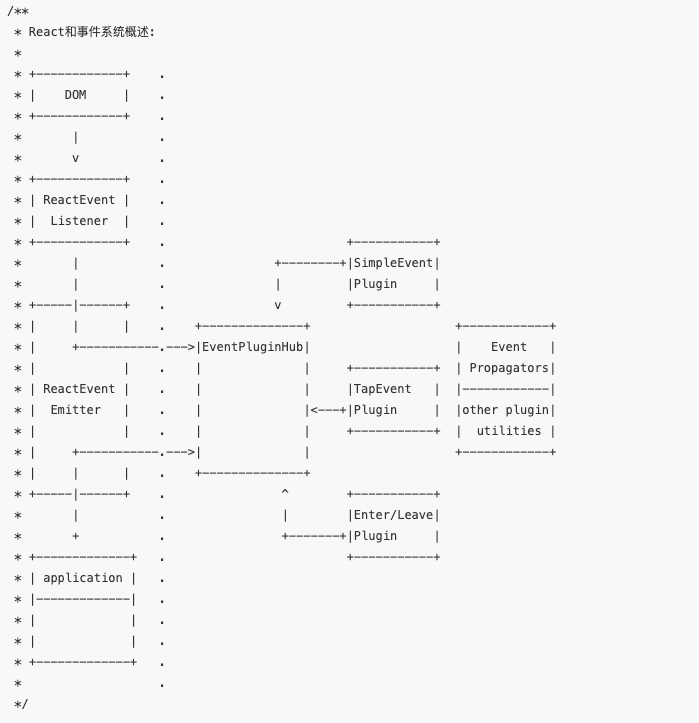 /**
 * React和事件系统概述:
 *
 * +------------+    .
 * |    DOM     |    .
 * +------------+    .
 *       |           .
 *       v           .
 * +------------+    .
 * | ReactEvent |    .
 * |  Listener  |    .
 * +------------+    .                         +-----------+
 *       |           .               +--------+|SimpleEvent|
 *       |           .               |         |Plugin     |
 * +-----|------+    .               v         +-----------+
 * |     |      |    .    +--------------+                    +------------+
 * |     +-----------.--->|EventPluginHub|                    |    Event   |
 * |            |    .    |              |     +-----------+  | Propagators|
 * | ReactEvent |    .    |              |     |TapEvent   |  |------------|
 * |  Emitter   |    .    |              |<---+|Plugin     |  |other plugin|
 * |            |    .    |              |     +-----------+  |  utilities |
 * |     +-----------.--->|              |                    +------------+
 * |     |      |    .    +--------------+
 * +-----|------+    .                ^        +-----------+
 *       |           .                |        |Enter/Leave|
 *       +           .                +-------+|Plugin     |
 * +-------------+   .                         +-----------+
 * | application |   .
 * |-------------|   .
 * |             |   .
 * |             |   .
 * +-------------+   .
 *                   .
 */